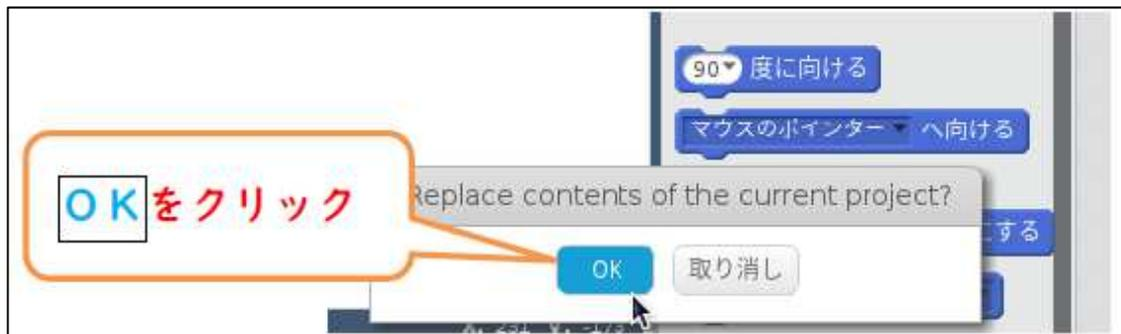 90 度に向ける
マウスのポインター へ向ける
OKをクリック
Replace contents of the current project?
にする
OK
取り消し